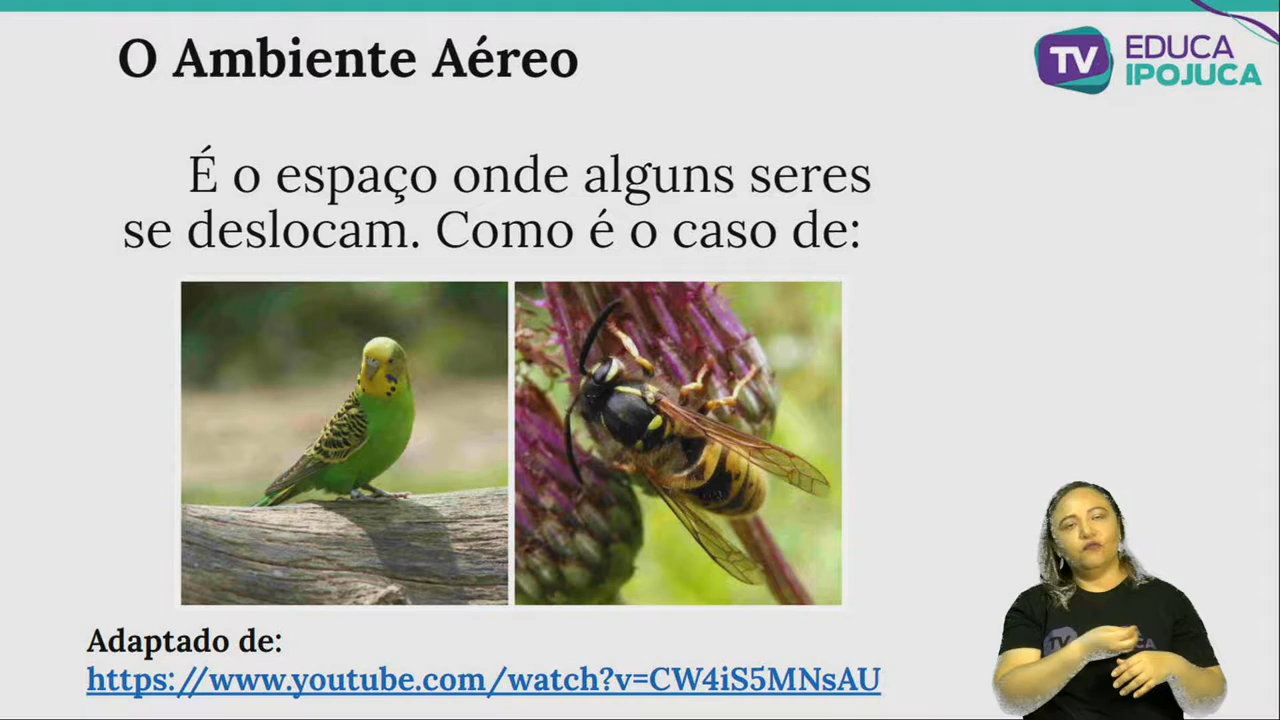 O Ambiente Aéreo
TV EDUCA
IPOJUCA
É o espaço onde alguns seres
se deslocam. Como é o caso de:
Adaptado de:
https://www.youtube.com/watch?v=CW4iS5MNsAU
TV